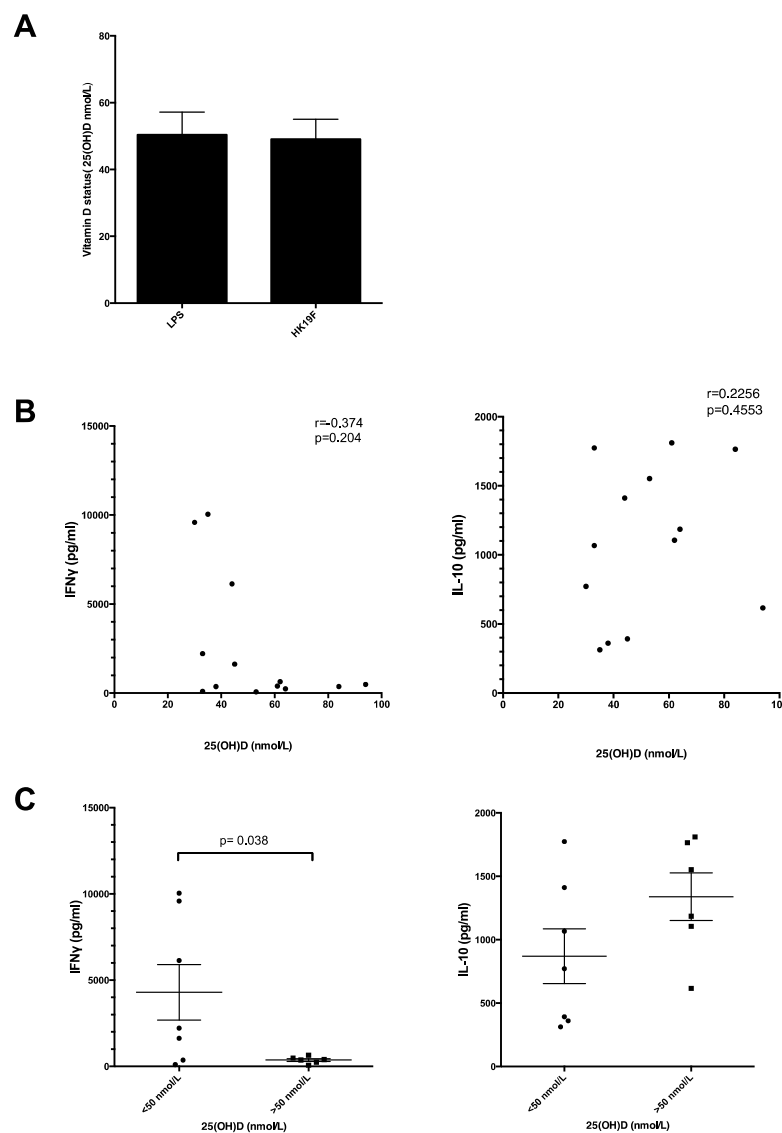 A
Vitamin D status( 25(OH)D nmol/L)
80
60
40
20
0
LPS
HK19F
B
r=-0.374
p=0.204
IFNγ (pg/ml)
15000
10000
5000
0
0 20 40 60 80 100
25(OH)D (nmol/L)
r=0.2256
p=0.4553
IL-10 (pg/ml)
2000
1500
1000
500
0
0 20 40 60 80 100
25(OH)D (nmol/L)
C
IFNγ (pg/ml)
15000
10000
5000
0
p= 0.038
<50 nmol/L
>50 nmol/L
25(OH)D (nmol/L)
IL-10 (pg/ml)
2000
1500
1000
500
0
<50 nmol/L
>50 nmol/L
25(OH)D (nmol/L)